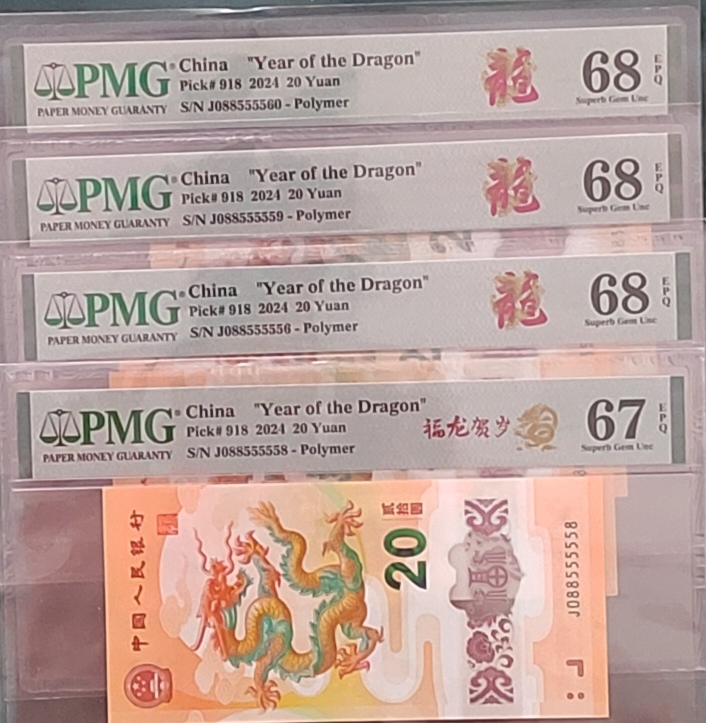 PMG
PAPER MONEY GUARANTY
China "Year of the Dragon"
Pick# 918 2024 20 Yuan
S/N J088555560 - Polymer
龍
68
EPQ
Superb Gem Unc
PMG
PAPER MONEY GUARANTY
China "Year of the Dragon"
Pick# 918 2024 20 Yuan
S/N J088555559 - Polymer
龍
68
EPQ
Superb Gem Unc
PMG
PAPER MONEY GUARANTY
China "Year of the Dragon"
Pick# 918 2024 20 Yuan
S/N J088555556 - Polymer
龍
68
EPQ
Superb Gem Unc
PMG
PAPER MONEY GUARANTY
China "Year of the Dragon"
Pick# 918 2024 20 Yuan
S/N J088555558 - Polymer
福龙贺岁
67
EPQ
Superb Gem Unc
中国人民银行
贰拾圆
20
J088555558